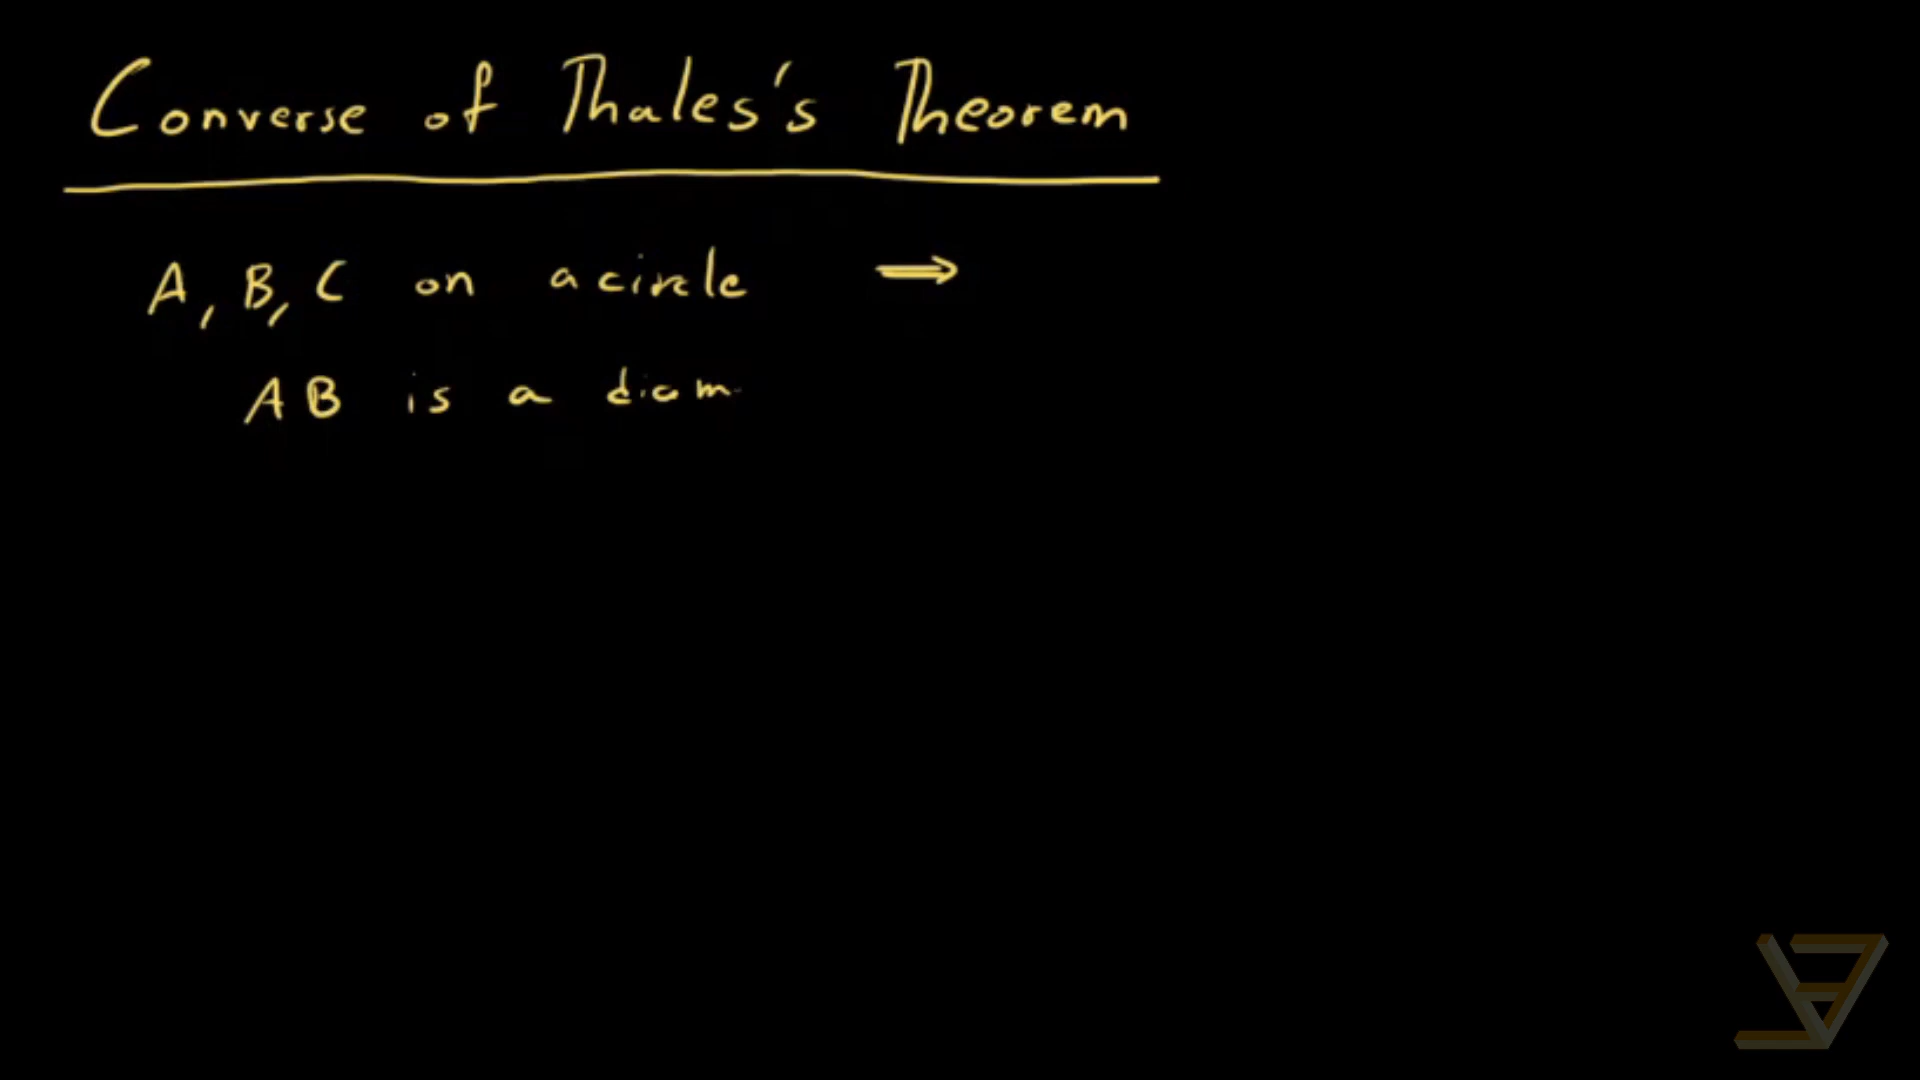 Converse of Thales's Theorem
A, B, C on a circle ⇒
AB is a diam